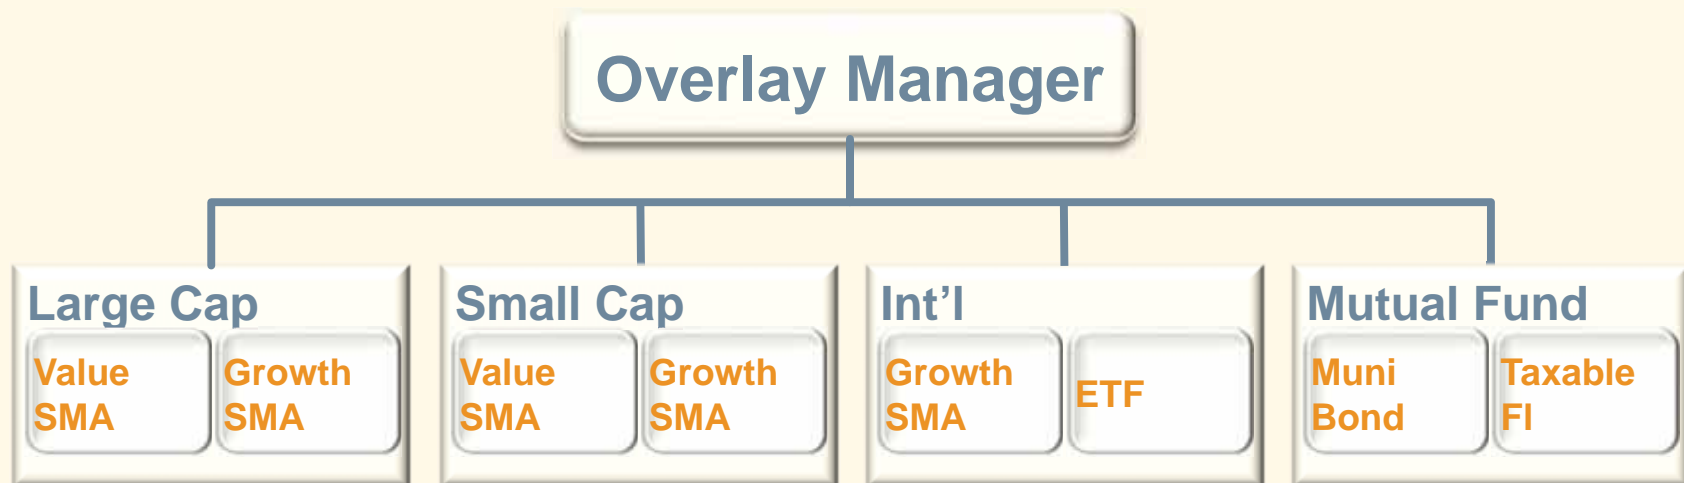 Overlay Manager
Large Cap
Value
SMA
Growth
SMA
Small Cap
Value
SMA
Growth
SMA
Int’l
Growth
SMA
ETF
Mutual Fund
Muni
Bond
Taxable
FI